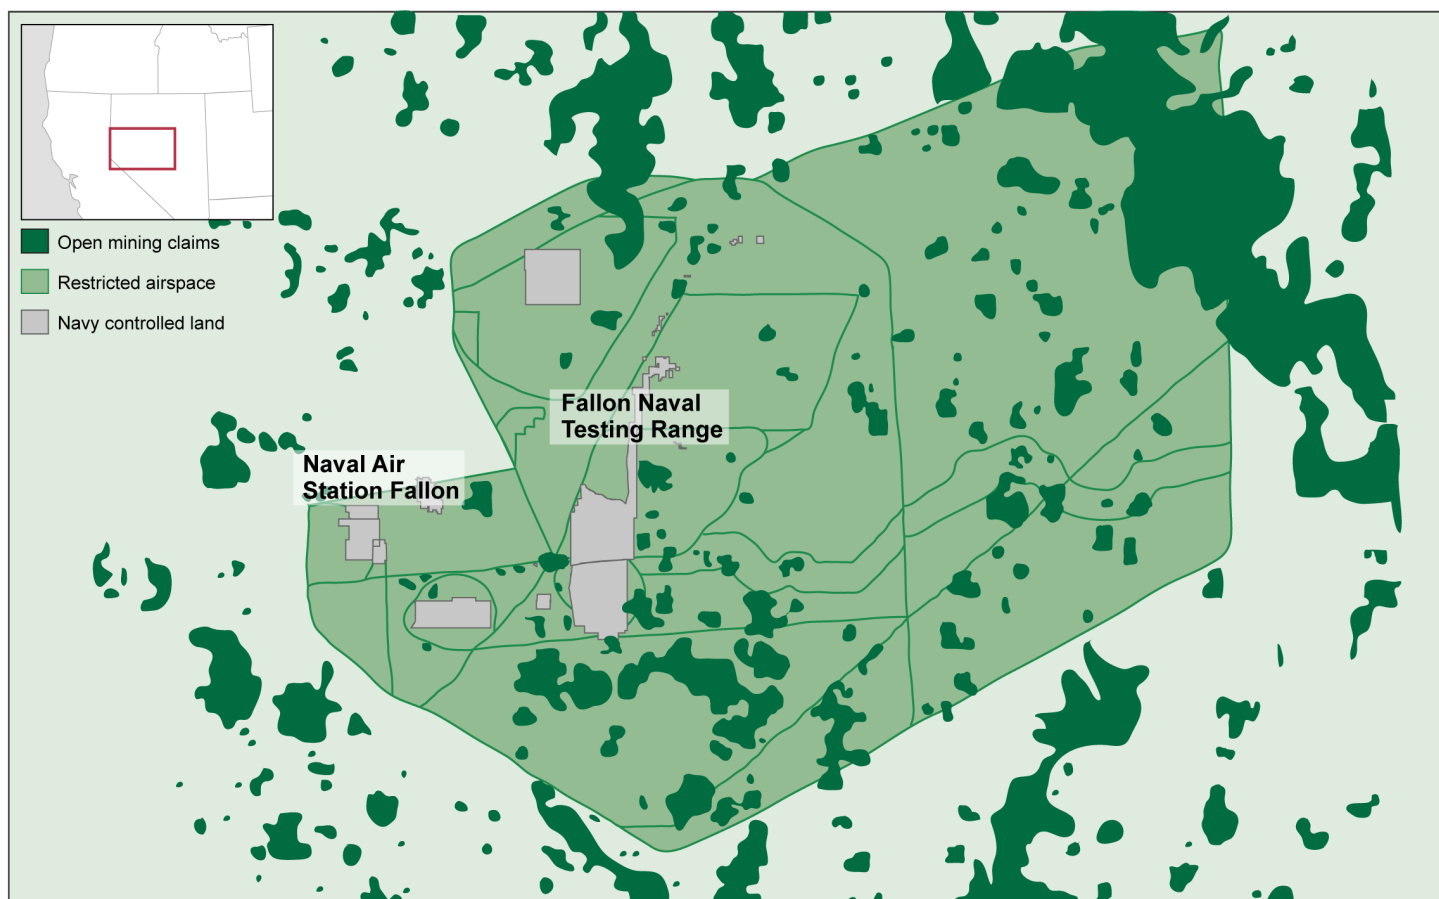 Open mining claims
Restricted airspace
Navy controlled land
Fallon Naval
Testing Range
Naval Air
Station Fallon